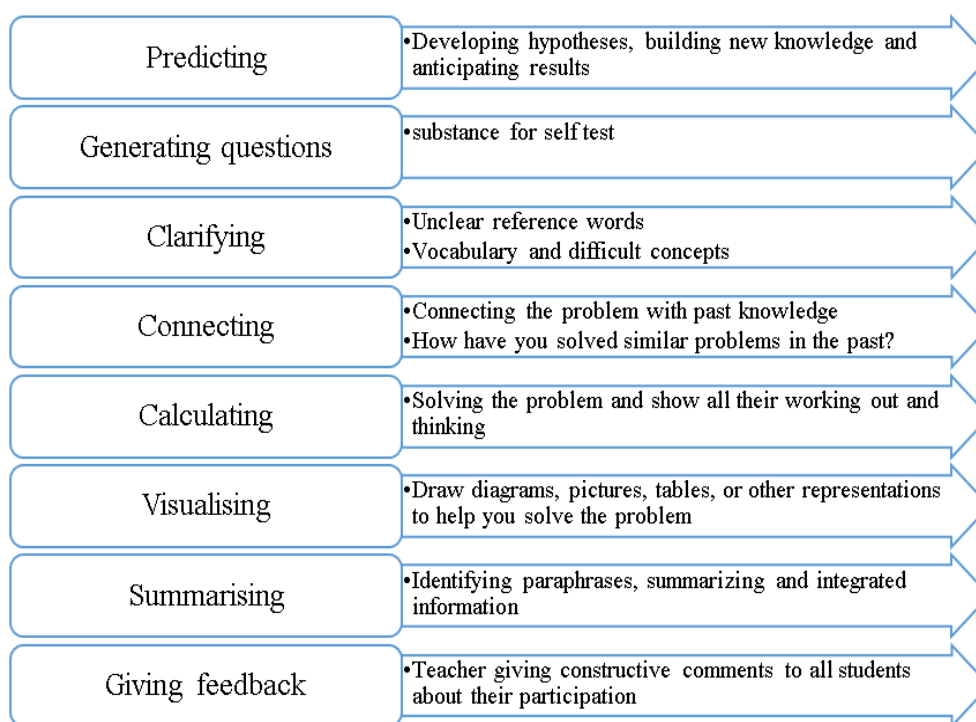 Predicting
•Developing hypotheses, building new knowledge and
anticipating results
Generating questions
•substance for self test
Clarifying
•Unclear reference words
•Vocabulary and difficult concepts
Connecting
•Connecting the problem with past knowledge
•How have you solved similar problems in the past?
Calculating
•Solving the problem and show all their working out and
thinking
Visualising
•Draw diagrams, pictures, tables, or other representations
to help you solve the problem
Summarising
•Identifying paraphrases, summarizing and integrated
information
Giving feedback
•Teacher giving constructive comments to all students
about their participation